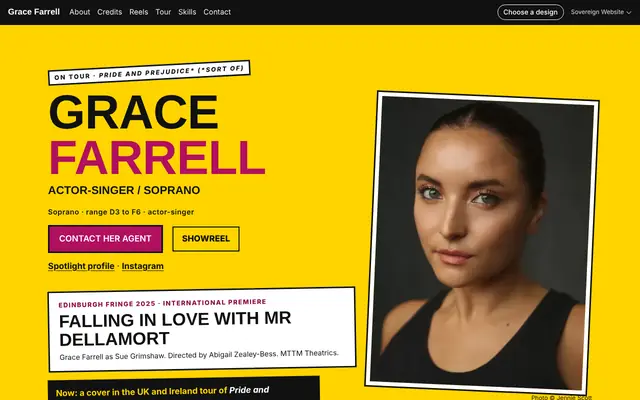 Grace Farrell About Credits Reels Tour Skills Contact Choose a design Sovereign Website
ON TOUR · PRIDE AND PREJUDICE* (*SORT OF)
GRACE
FARRELL
ACTOR-SINGER / SOPRANO
Soprano · range D3 to F6 · actor-singer
CONTACT HER AGENT SHOWREEL
Spotlight profile · Instagram
EDINBURGH FRINGE 2025 · INTERNATIONAL PREMIERE
FALLING IN LOVE WITH MR
DELLAMORT
Grace Farrell as Sue Grimshaw. Directed by Abigail Zealey-Bess. MTTM Theatrics.
Now: a cover in the UK and Ireland tour of Pride and
Photo © Jennie Scott